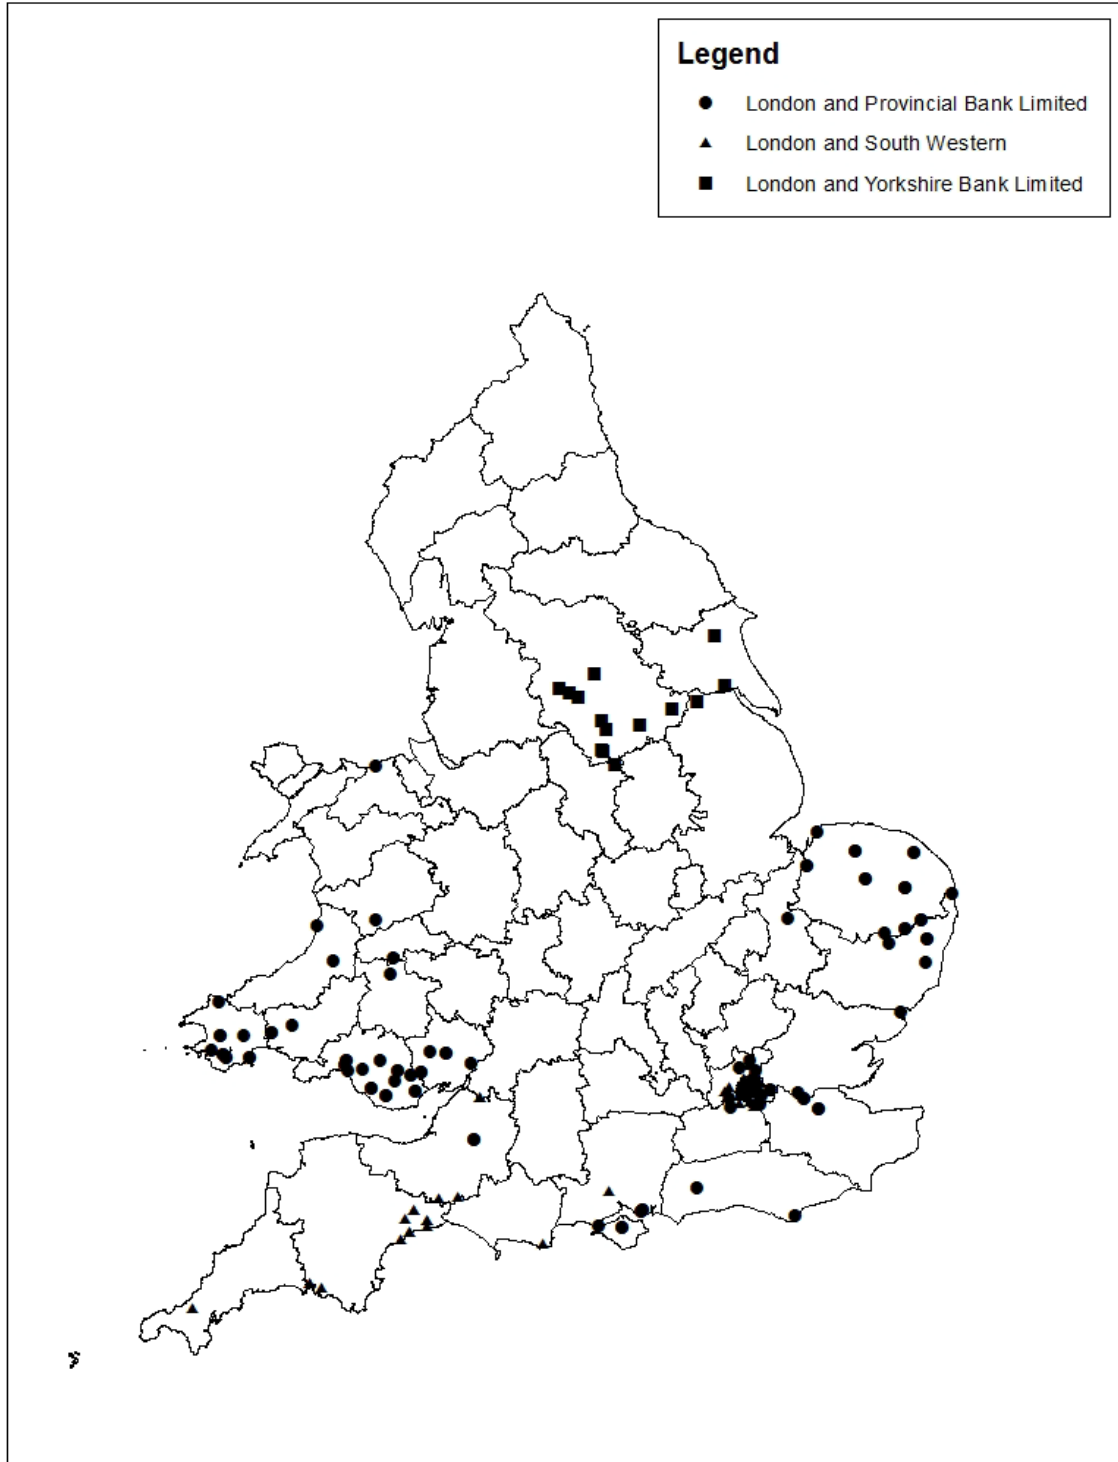 Legend
London and Provincial Bank Limited
London and South Western
London and Yorkshire Bank Limited